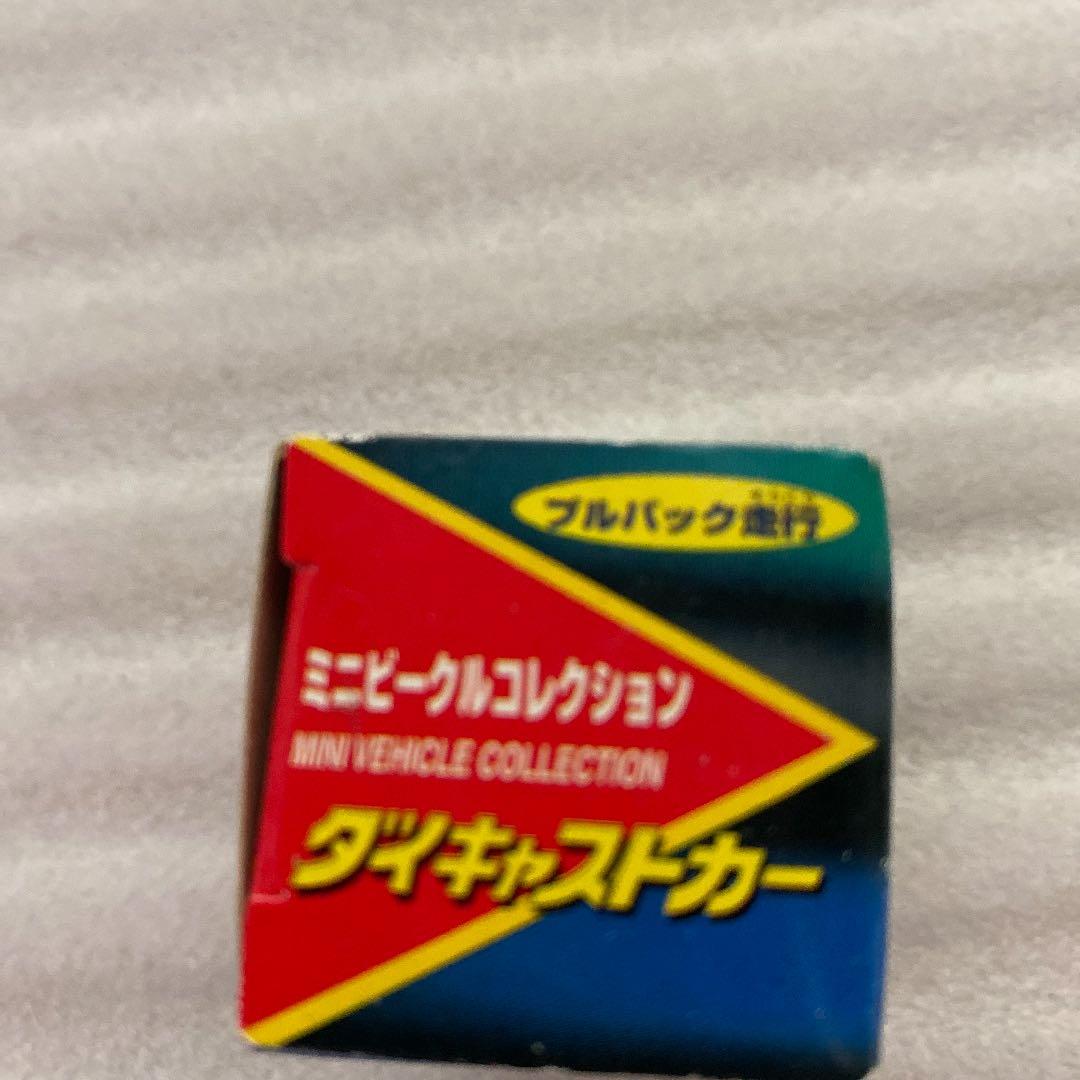 プルバック走行
ミニビークルコレクション
MINI VEHICLE COLLECTION
ダイキャストカー